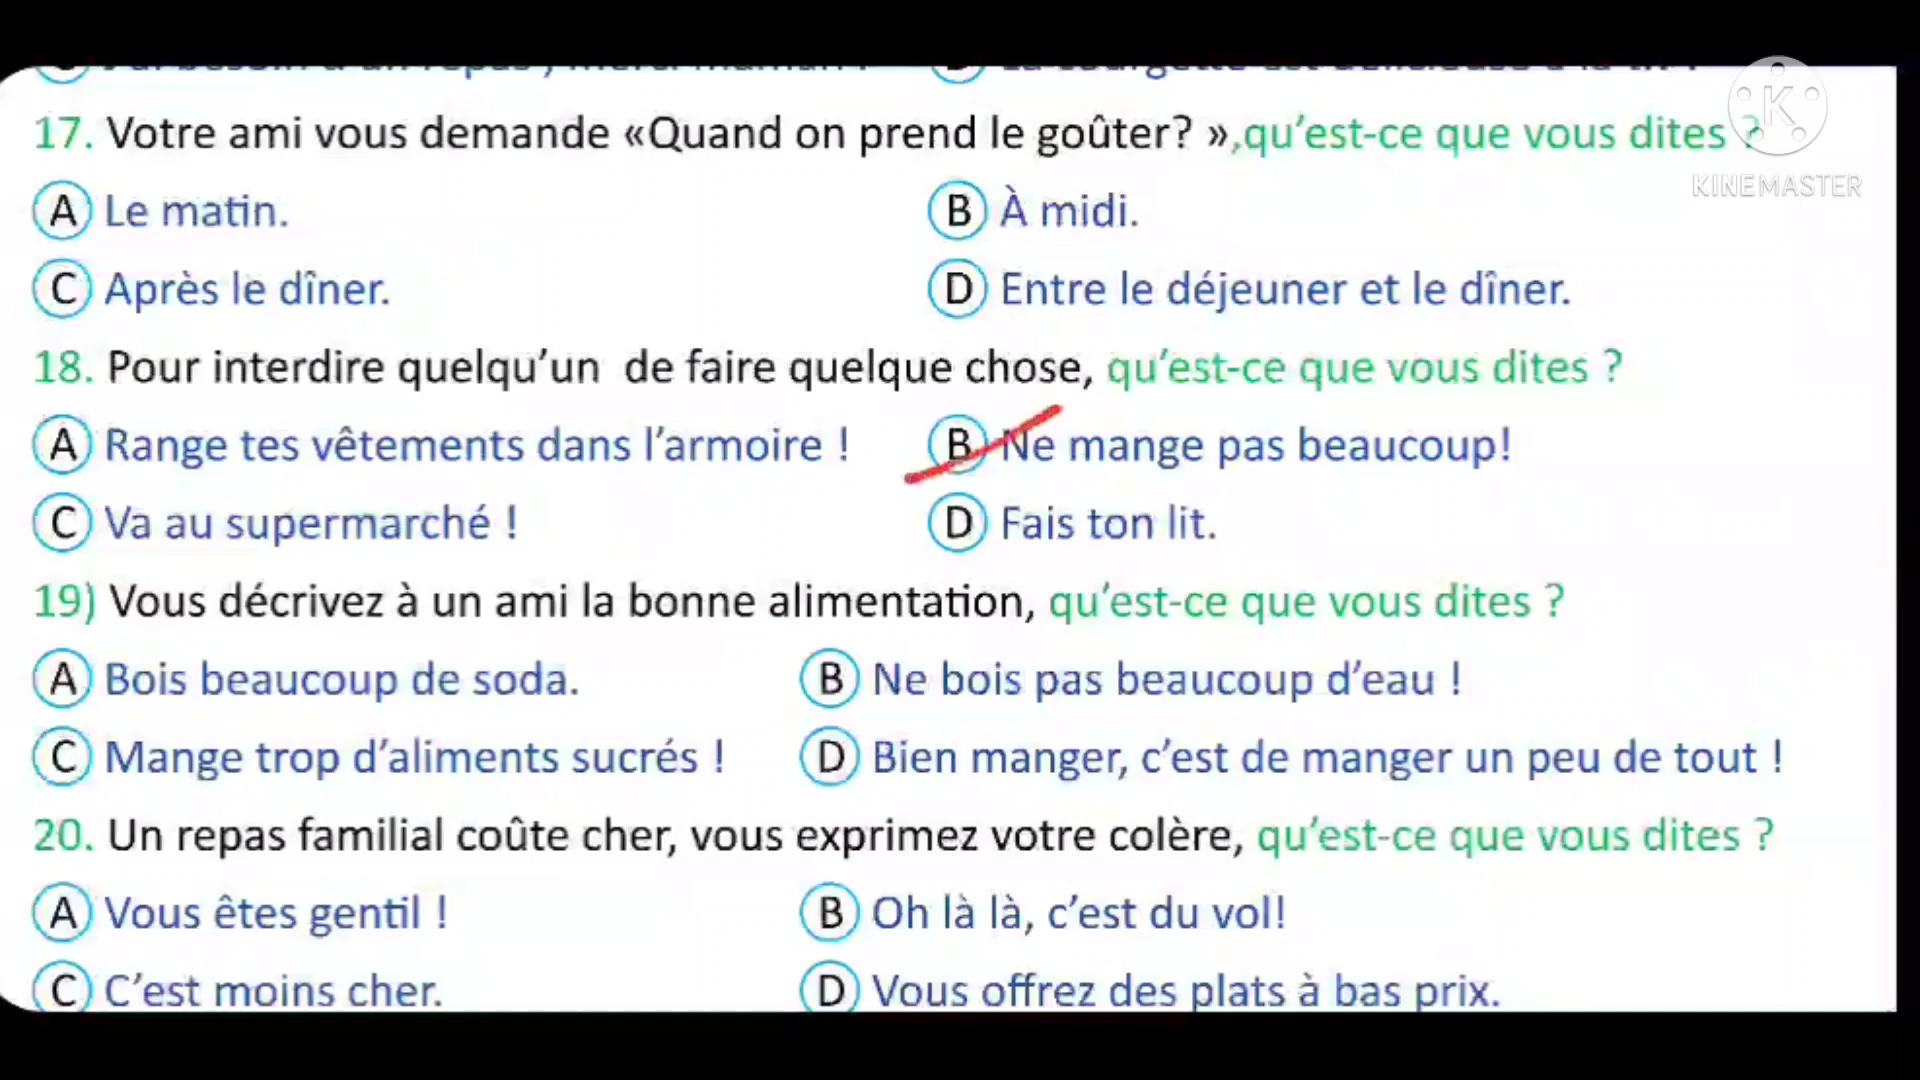 17. Votre ami vous demande «Quand on prend le goûter? »,qu’est-ce que vous dites ?
K
KINEMASTER
A Le matin. B À midi.
C Après le dîner. D Entre le déjeuner et le dîner.
18. Pour interdire quelqu’un de faire quelque chose, qu’est-ce que vous dites ?
A Range tes vêtements dans l’armoire ! B Ne mange pas beaucoup!
C Va au supermarché ! D Fais ton lit.
19) Vous décrivez à un ami la bonne alimentation, qu’est-ce que vous dites ?
A Bois beaucoup de soda. B Ne bois pas beaucoup d’eau !
C Mange trop d’aliments sucrés ! D Bien manger, c’est de manger un peu de tout !
20. Un repas familial coûte cher, vous exprimez votre colère, qu’est-ce que vous dites ?
A Vous êtes gentil ! B Oh là là, c’est du vol!
C C’est moins cher. D Vous offrez des plats à bas prix.